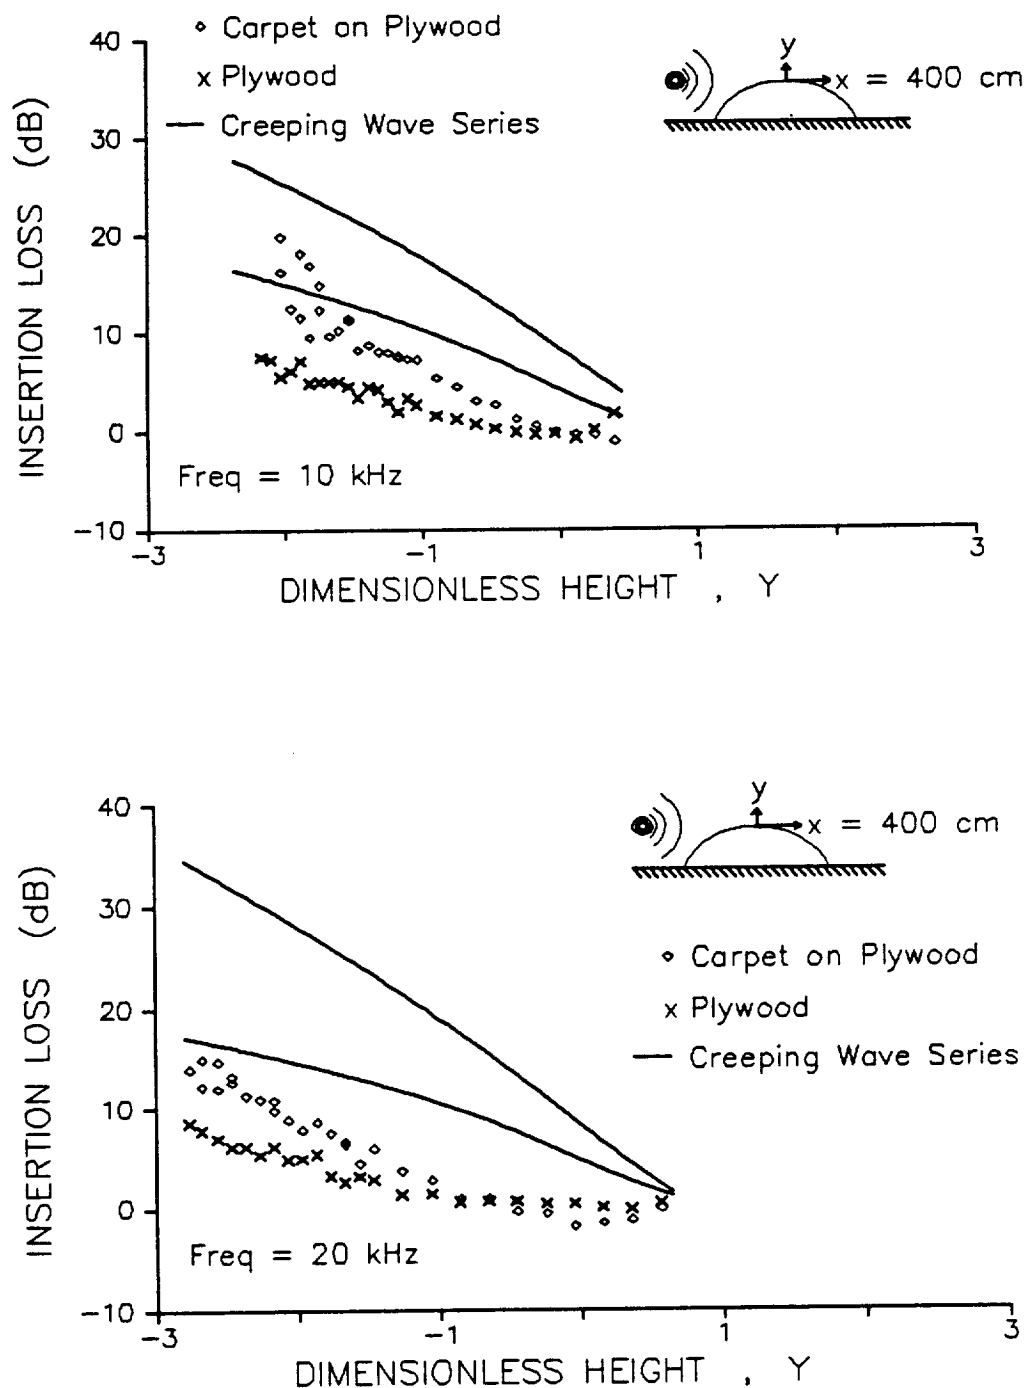 ◇ Carpet on Plywood
x Plywood
— Creeping Wave Series
y
x = 400 cm
INSERTION LOSS (dB)
40
30
20
10
0
−10
Freq = 10 kHz
−3
−1
1
3
DIMENSIONLESS HEIGHT , Y
y
x = 400 cm
◇ Carpet on Plywood
x Plywood
— Creeping Wave Series
INSERTION LOSS (dB)
40
30
20
10
0
−10
Freq = 20 kHz
−3
−1
1
3
DIMENSIONLESS HEIGHT , Y